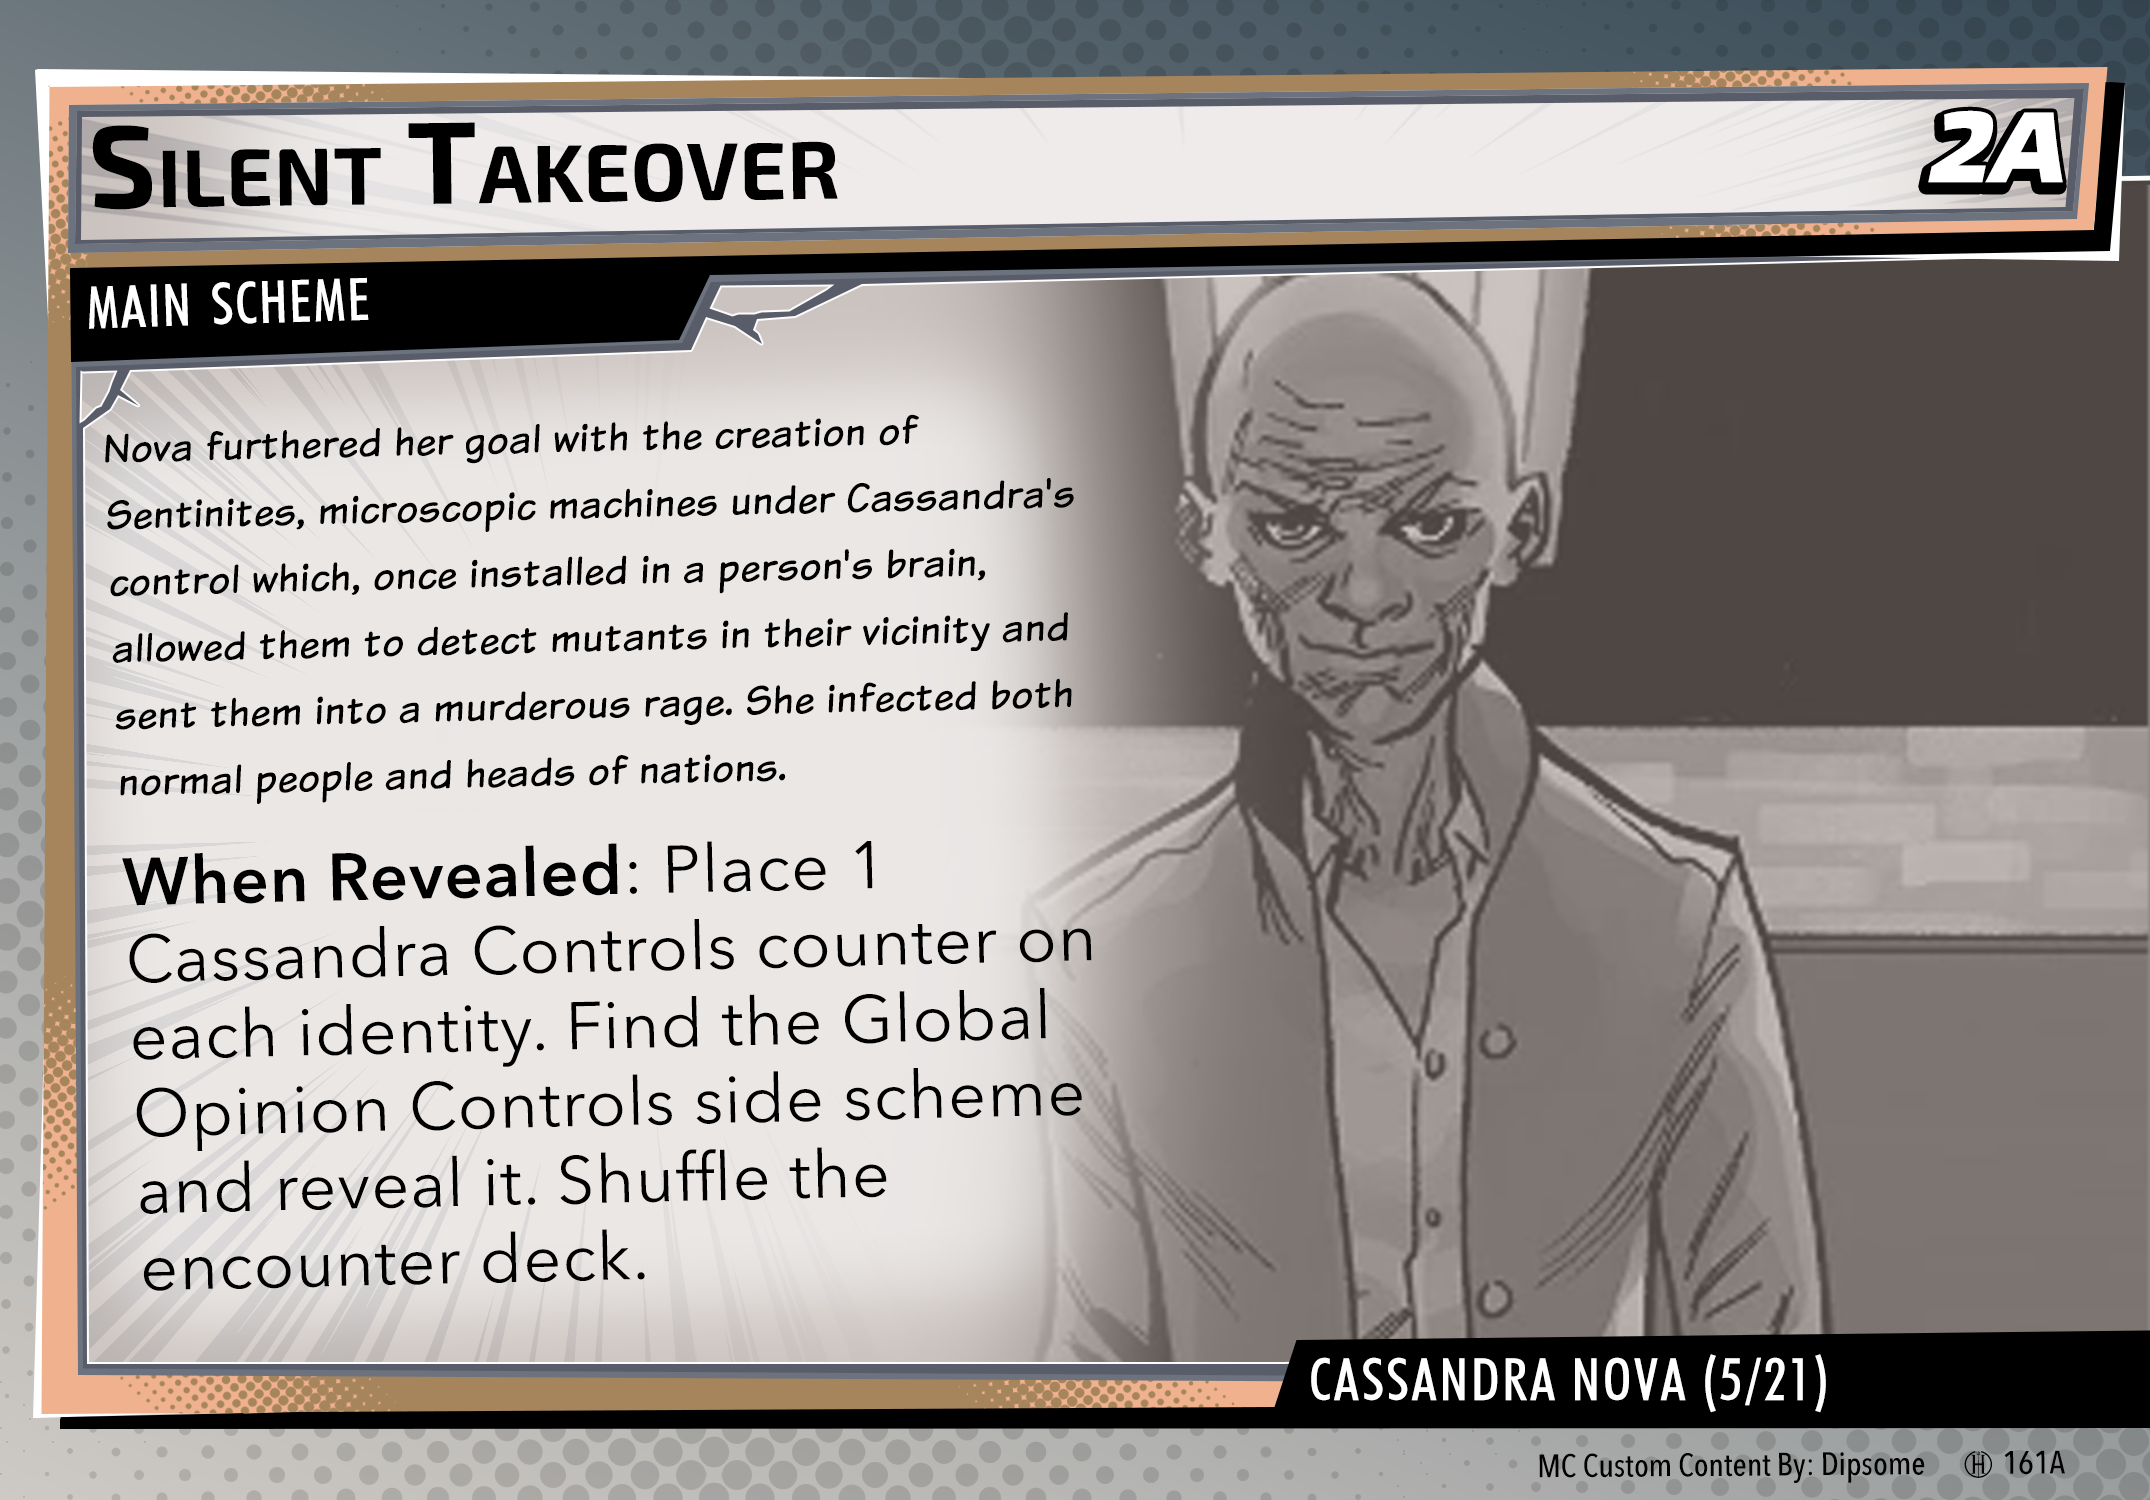 SILENT TAKEOVER
2A
MAIN SCHEME
Nova furthered her goal with the creation of
Sentinites, microscopic machines under Cassandra's
control which, once installed in a person's brain,
allowed them to detect mutants in their vicinity and
sent them into a murderous rage. She infected both
normal people and heads of nations.
When Revealed: Place 1
Cassandra Controls counter on
each identity. Find the Global
Opinion Controls side scheme
and reveal it. Shuffle the
encounter deck.
CASSANDRA NOVA (5/21)
MC Custom Content By: Dipsome 161A